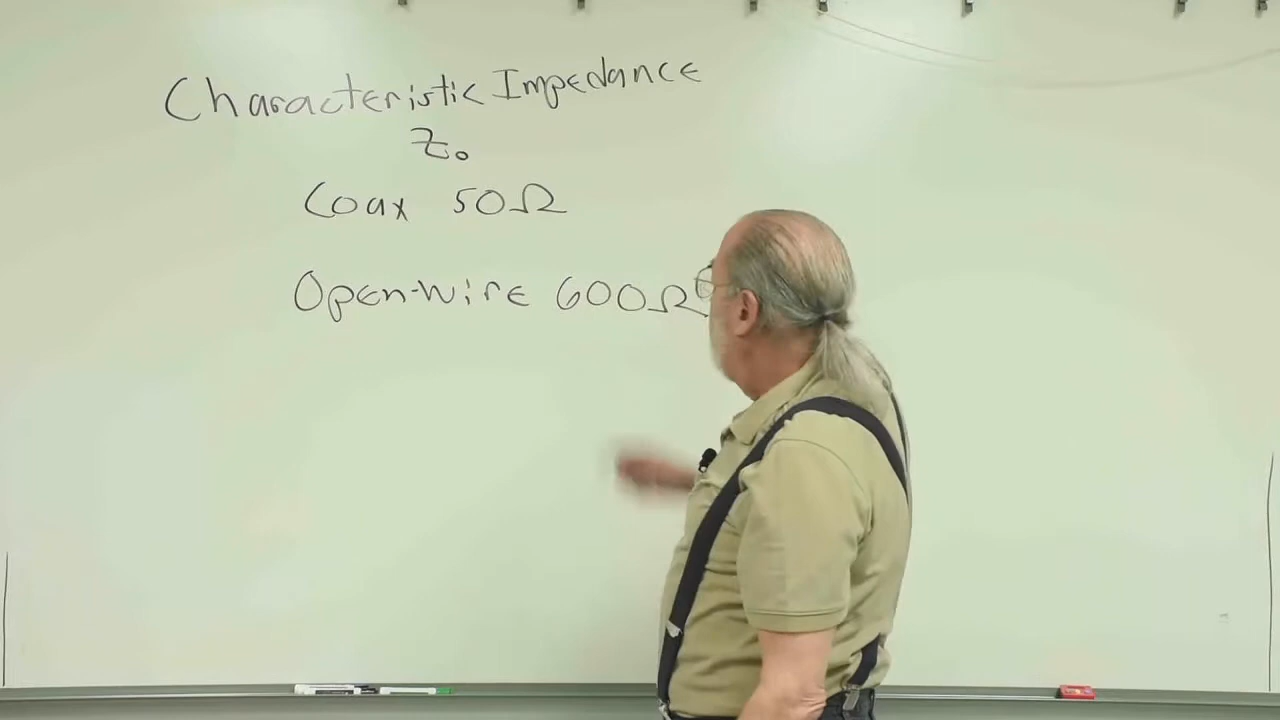 Characteristic Impedance
Z₀
Coax 50Ω
Open-Wire 600Ω